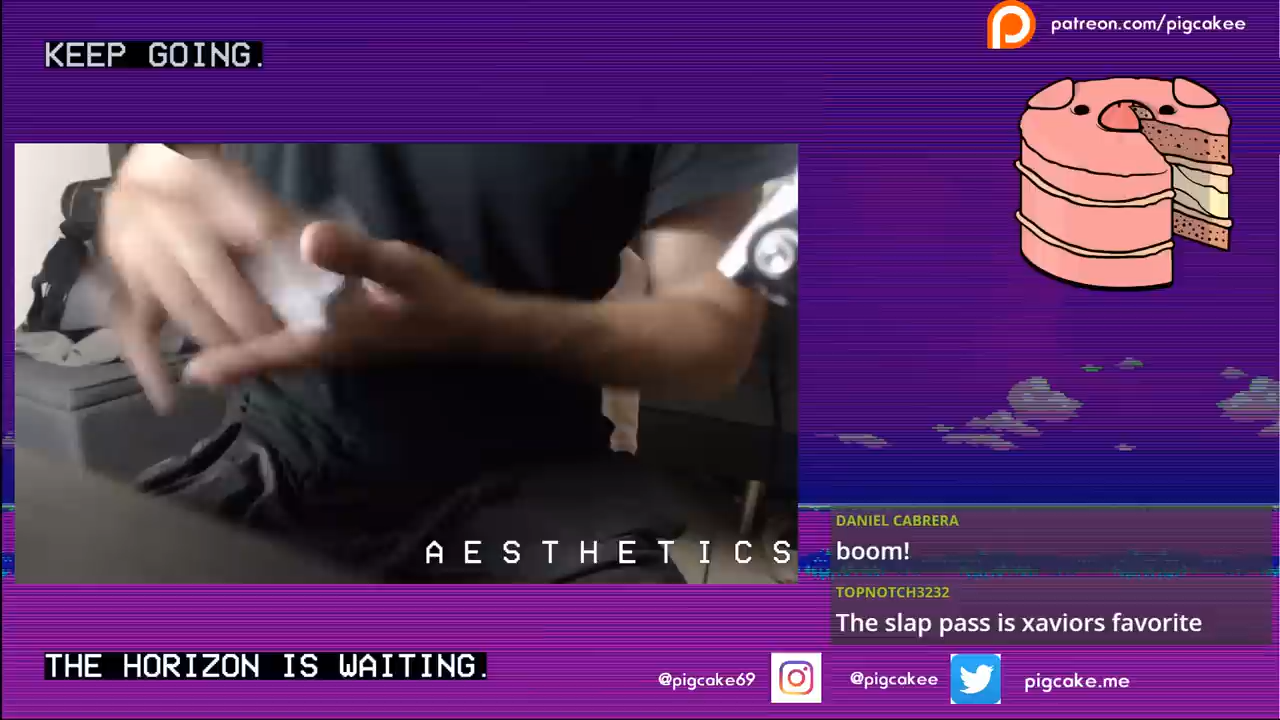 patreon.com/pigcakee
KEEP GOING.
A E S T H E T I C S
DANIEL CABRERA
boom!
TOPNOTCH3232
The slap pass is xaviors favorite
THE HORIZON IS WAITING.
@pigcake69
@pigcakee
pigcake.me